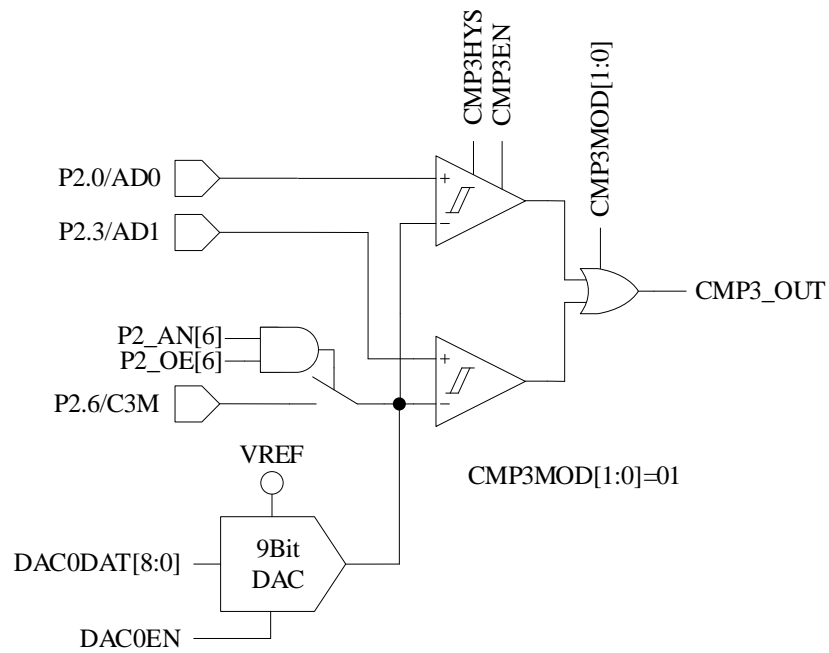 CMP3HYS
CMP3EN
CMP3MOD[1:0]
P2.0/AD0
+
−
P2.3/AD1
CMP3_OUT
P2_AN[6]
P2_OE[6]
+
−
P2.6/C3M
VREF
CMP3MOD[1:0]=01
DAC0DAT[8:0]
9Bit
DAC
DAC0EN